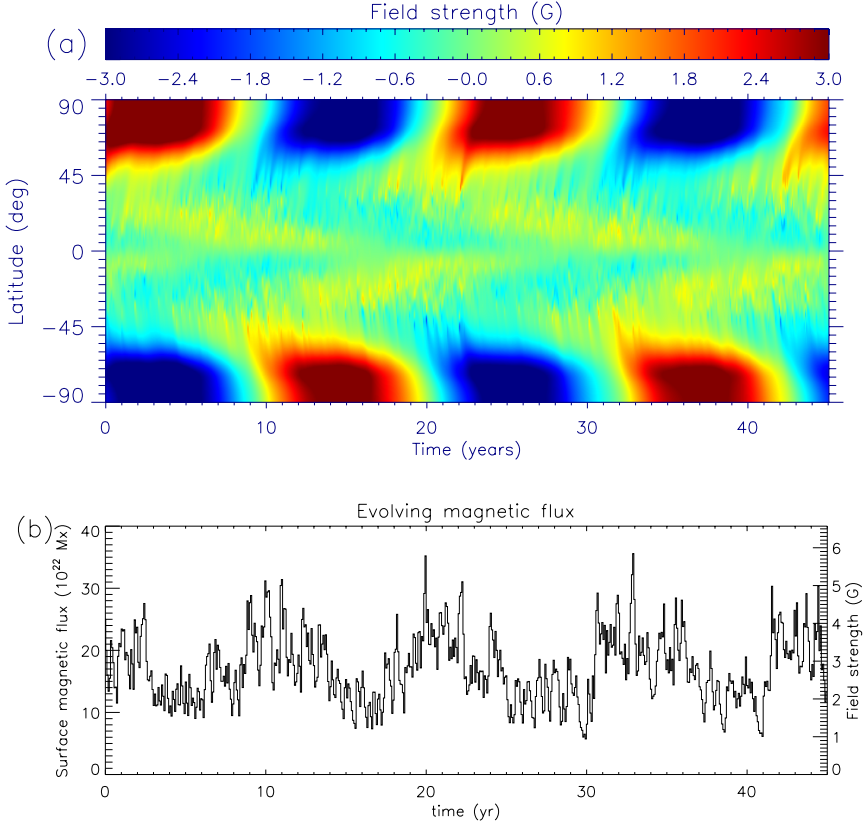 Field strength (G)
(a)
−3.0 −2.4 −1.8 −1.2 −0.6 −0.0 0.6 1.2 1.8 2.4 3.0
90
45
0
−45
−90
Latitude (deg)
0 10 20 30 40
Time (years)
Evolving magnetic flux
(b)
40
30
20
10
0
Surface magnetic flux (10²² Mx)
6
5
4
3
2
1
0
Field strength (G)
0 10 20 30 40
time (yr)